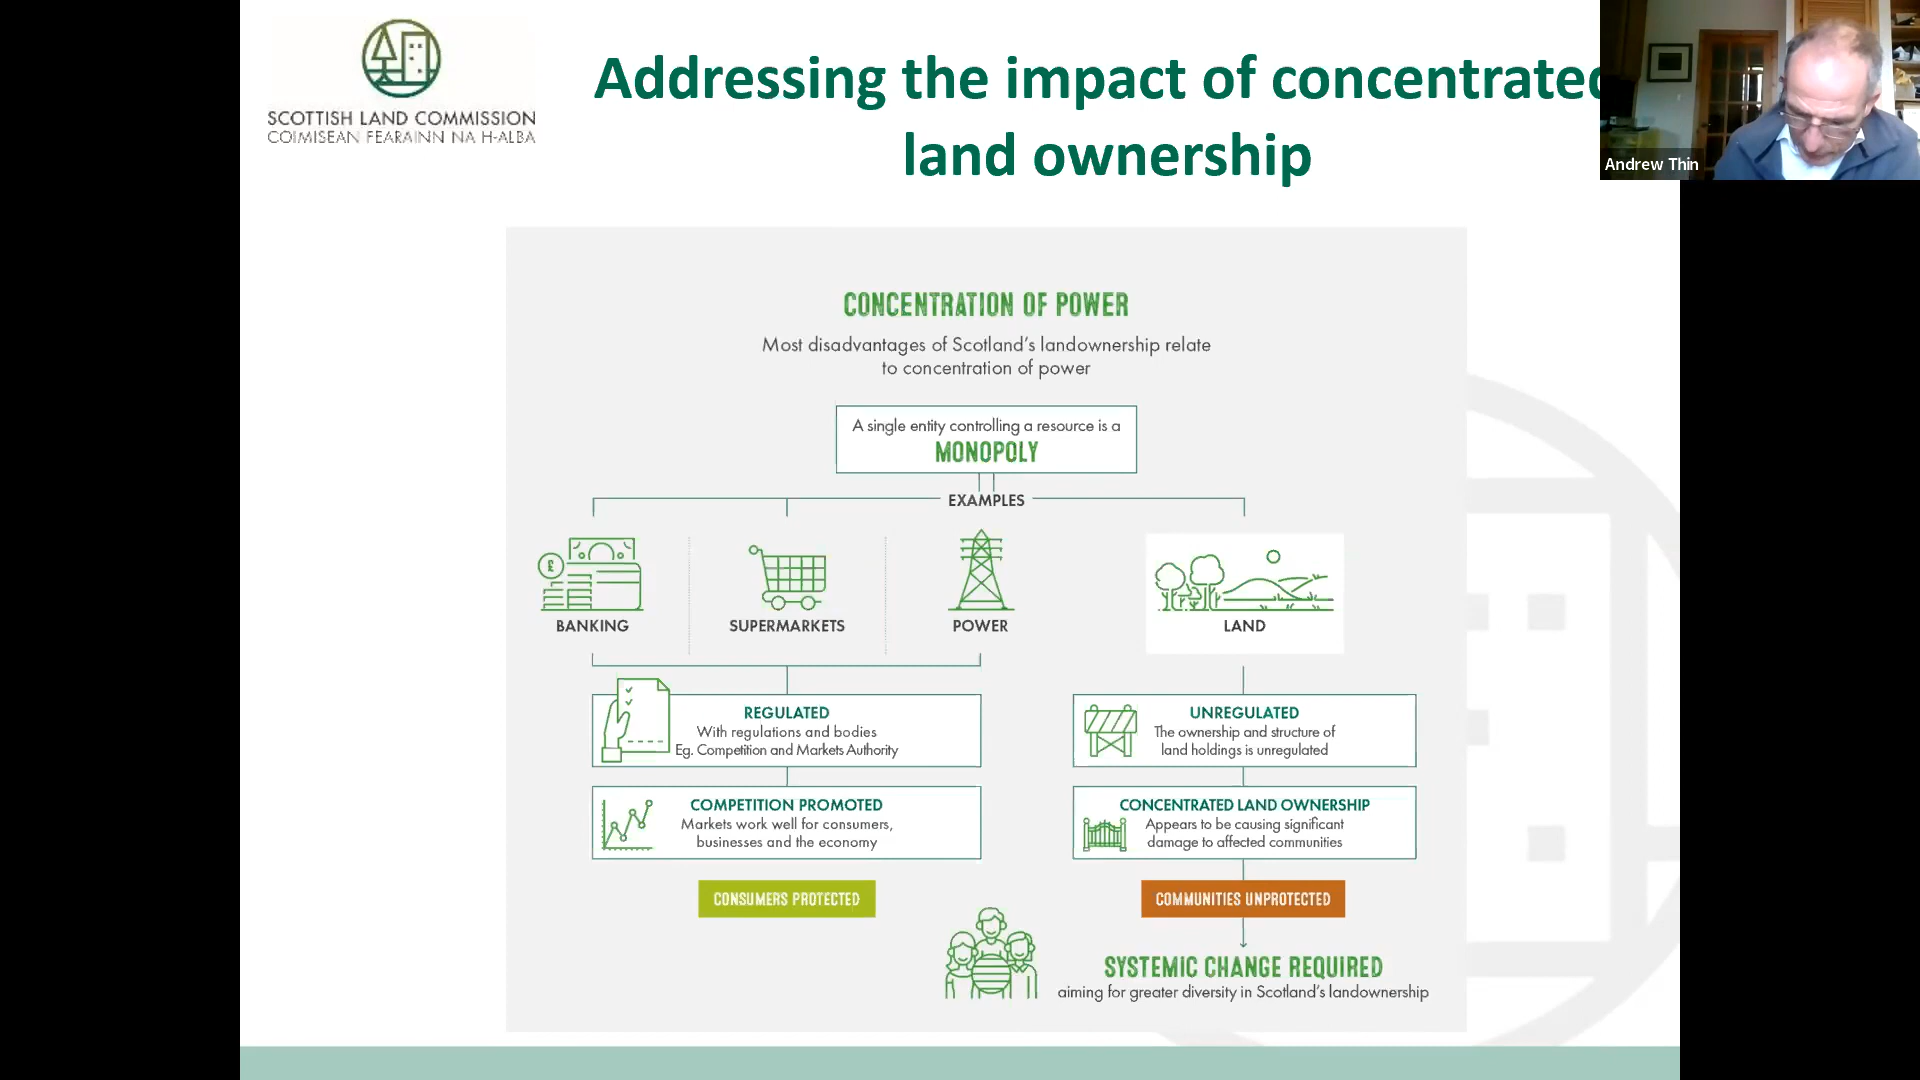 SCOTTISH LAND COMMISSION
COIMISEAN FEARAINN NA H-ALBA
Addressing the impact of concentrated
land ownership
Andrew Thin
CONCENTRATION OF POWER
Most disadvantages of Scotland's landownership relate
to concentration of power
A single entity controlling a resource is a
MONOPOLY
EXAMPLES
£
BANKING
SUPERMARKETS
POWER
LAND
REGULATED
With regulations and bodies
Eg. Competition and Markets Authority
UNREGULATED
The ownership and structure of
land holdings is unregulated
COMPETITION PROMOTED
Markets work well for consumers,
businesses and the economy
CONCENTRATED LAND OWNERSHIP
Appears to be causing significant
damage to affected communities
CONSUMERS PROTECTED
COMMUNITIES UNPROTECTED
SYSTEMIC CHANGE REQUIRED
aiming for greater diversity in Scotland's landownership